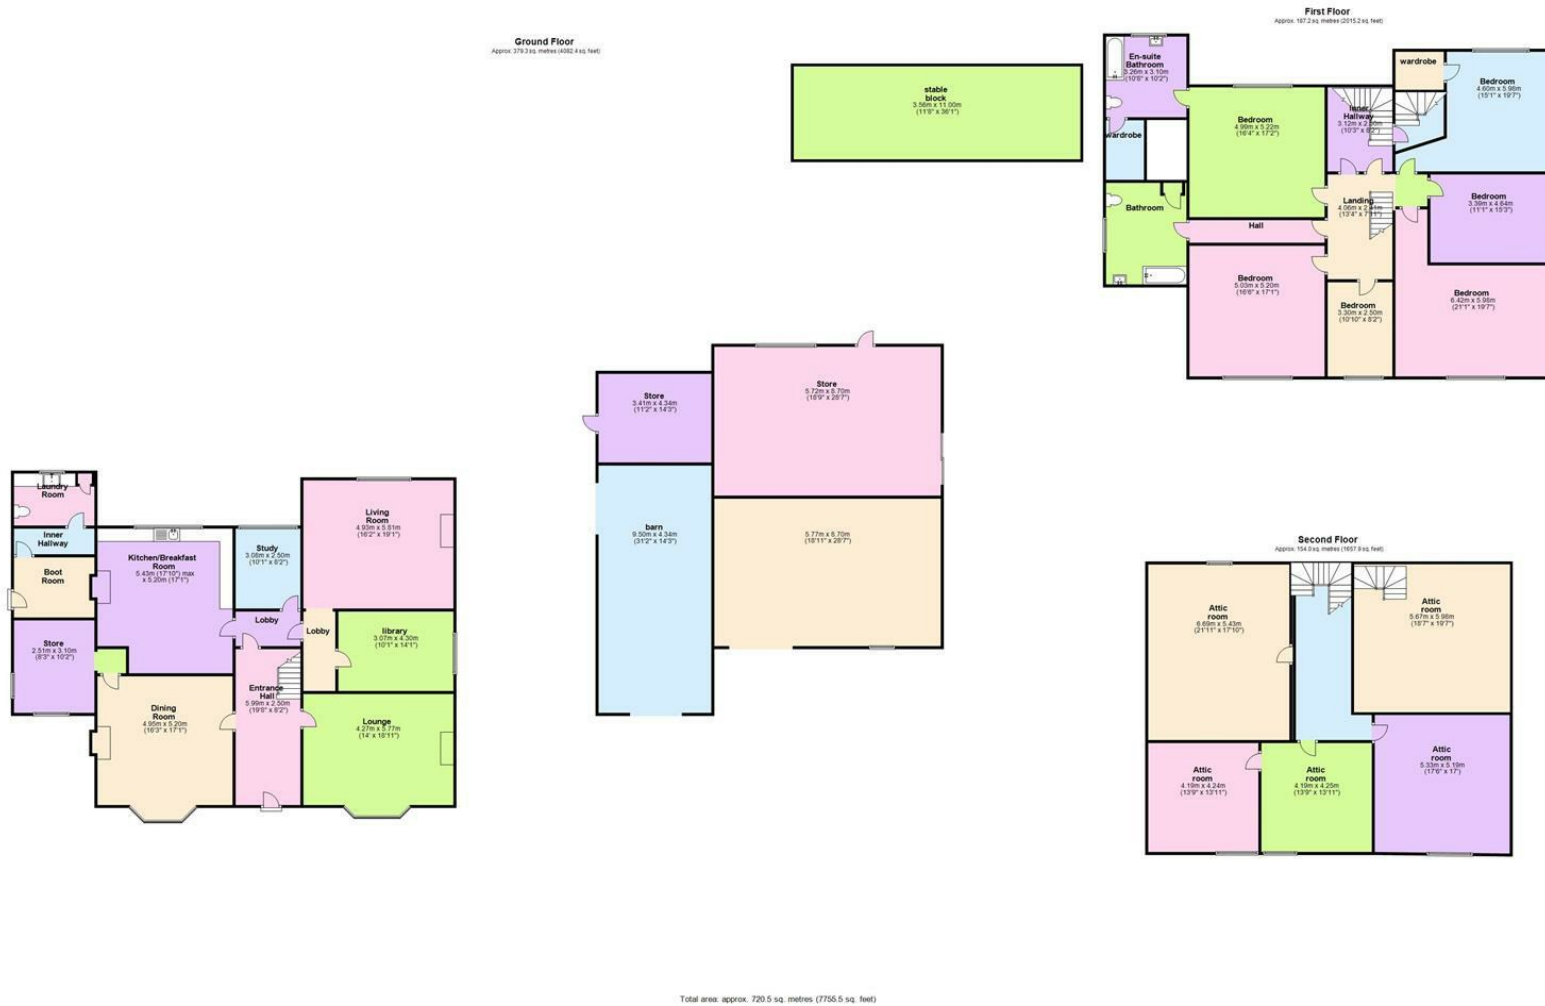 Ground Floor
Approx. 379.3 sq. metres (4082.4 sq. feet)
stable
block
3.56m x 11.00m
(11'8" x 36'1")
Store
3.41m x 4.34m
(11'2" x 14'3")
Store
5.72m x 8.70m
(18'9" x 28'7")
barn
9.50m x 4.34m
(31'2" x 14'3")
5.77m x 8.70m
(18'11" x 28'7")
Laundry
Room
Inner
Hallway
Boot
Room
Store
2.51m x 3.10m
(8'3" x 10'2")
Kitchen/Breakfast
Room
5.43m (17'10") max
x 5.20m (17'1")
Study
3.08m x 2.50m
(10'1" x 8'2")
Living
Room
4.93m x 5.81m
(16'2" x 19'1")
Lobby
Lobby
library
3.07m x 4.30m
(10'1" x 14'1")
Dining
Room
4.95m x 5.20m
(16'3" x 17'1")
Entrance
Hall
5.99m x 2.50m
(19'8" x 8'2")
Lounge
4.27m x 5.77m
(14' x 18'11")
First Floor
Approx. 187.2 sq. metres (2015.2 sq. feet)
En-suite
Bathroom
3.26m x 3.10m
(10'8" x 10'2")
wardrobe
Bathroom
Bedroom
4.99m x 5.22m
(16'4" x 17'2")
Inner
Hallway
3.12m x 2.50m
(10'3" x 8'2")
wardrobe
Bedroom
4.60m x 5.98m
(15'1" x 19'7")
Landing
4.06m x 2.41m
(13'4" x 7'11")
Bedroom
3.39m x 4.64m
(11'1" x 15'3")
Hall
Bedroom
5.03m x 5.20m
(16'6" x 17'1")
Bedroom
3.30m x 2.50m
(10'10" x 8'2")
Bedroom
6.42m x 5.98m
(21'1" x 19'7")
Second Floor
Approx. 154.0 sq. metres (1657.9 sq. feet)
Attic
room
6.69m x 5.43m
(21'11" x 17'10")
Attic
room
5.67m x 5.98m
(18'7" x 19'7")
Attic
room
4.19m x 4.24m
(13'9" x 13'11")
Attic
room
4.19m x 4.25m
(13'9" x 13'11")
Attic
room
5.33m x 5.19m
(17'6" x 17')
Total area: approx. 720.5 sq. metres (7755.5 sq. feet)